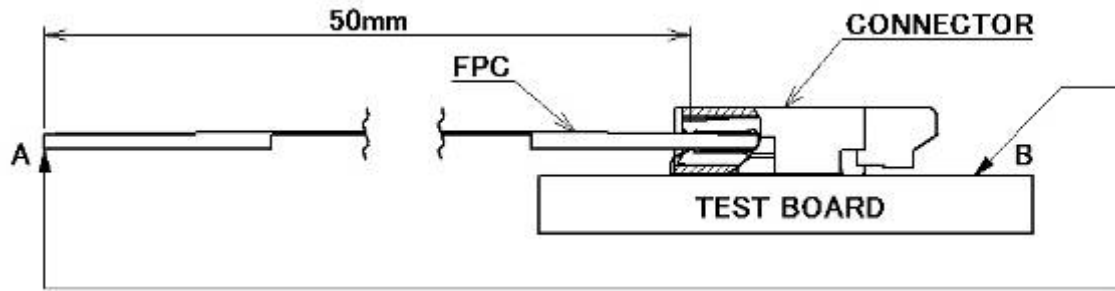 50mm
CONNECTOR
FPC
A
B
TEST BOARD